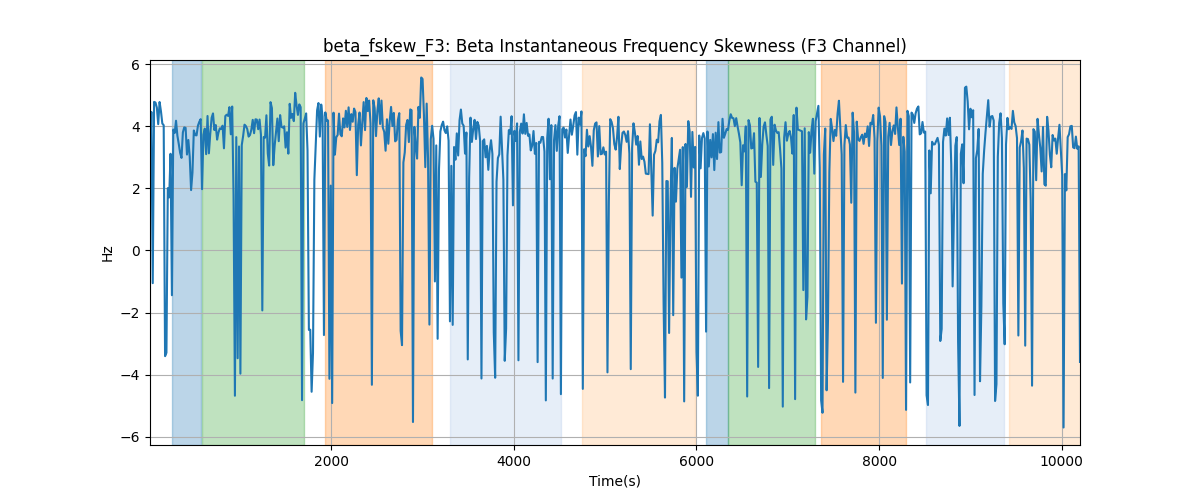 beta_fskew_F3: Beta Instantaneous Frequency Skewness (F3 Channel)
6
4
2
0
−2
−4
−6
Hz
2000 4000 6000 8000 10000
Time(s)